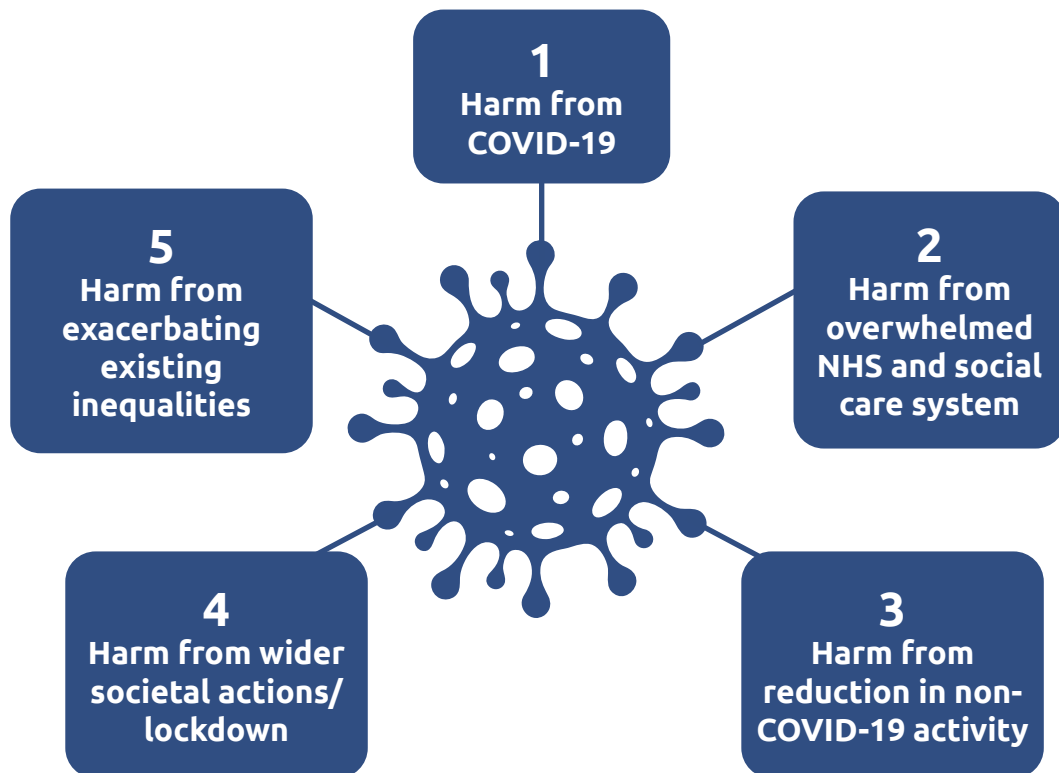 1
Harm from
COVID-19
2
Harm from
overwhelmed
NHS and social
care system
3
Harm from
reduction in non-
COVID-19 activity
4
Harm from wider
societal actions/
lockdown
5
Harm from
exacerbating
existing
inequalities